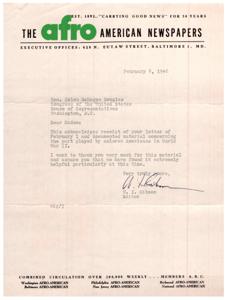 EST. 1892, "CARRYING GOOD NEWS" FOR 54 YEARS
THE afro AMERICAN NEWSPAPERS
EXECUTIVE OFFICES: 628 N. EUTAW STREET, BALTIMORE 1, MD.
February 8, 1946
Hon. Helen Gahagan Douglas
Congress of the United States
House of Representatives
Washington, D.C.
Dear Madam:
This acknowledges receipt of your letter of
February 1 and documented material concerning
the part played by colored Americans in World
War II.
I want to thank you very much for this material
and assure you that we have found it extremely
helpful particularly at this time.
Very truly yours,
Editor
COMBINED CIRCULATION OVER 200,000 WEEKLY... MEMBERS A.B.C.
Washington AFRO-AMERICAN Philadelphia AFRO-AMERICAN Richmond AFRO-AMERICAN
Baltimore AFRO-AMERICAN New Jersey AFRO-AMERICAN National AFRO-AMERICAN